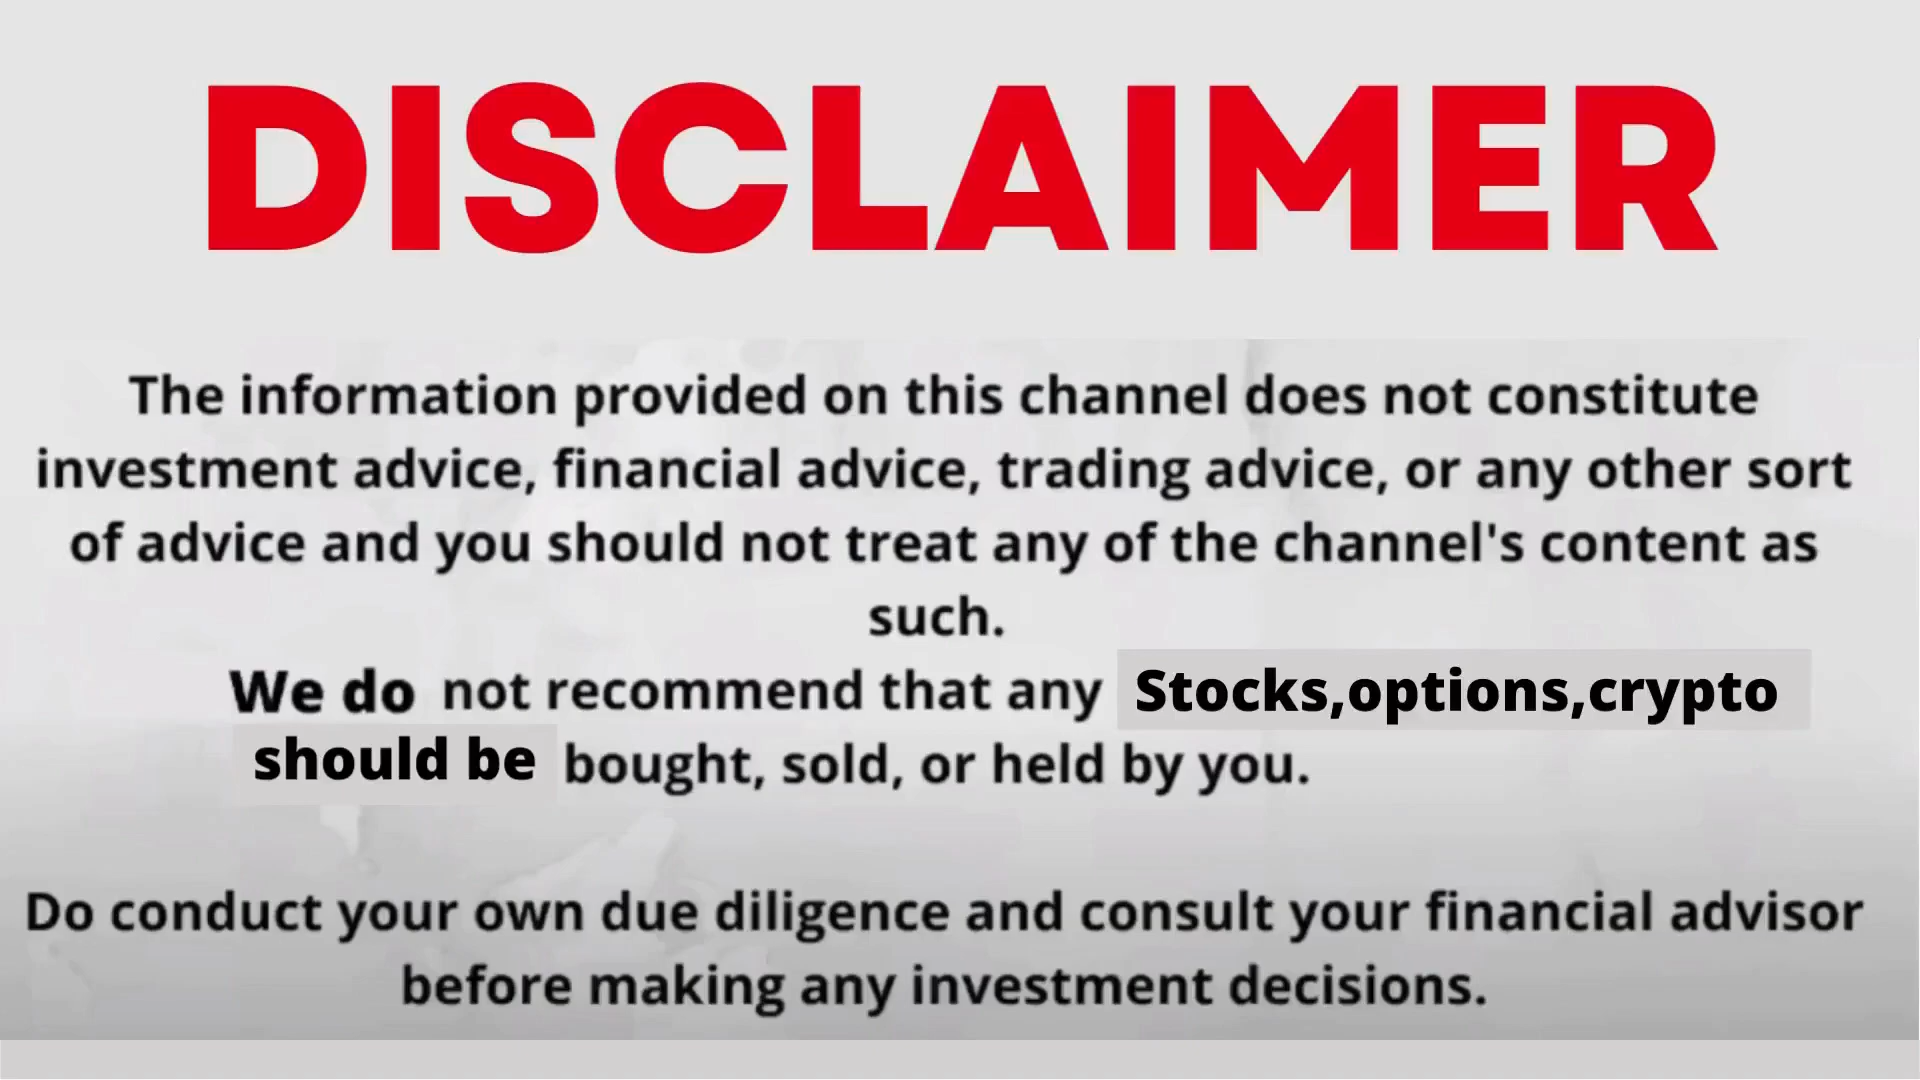 DISCLAIMER
The information provided on this channel does not constitute
investment advice, financial advice, trading advice, or any other sort
of advice and you should not treat any of the channel's content as
such.
We do not recommend that any Stocks,options,crypto
should be bought, sold, or held by you.
Do conduct your own due diligence and consult your financial advisor
before making any investment decisions.